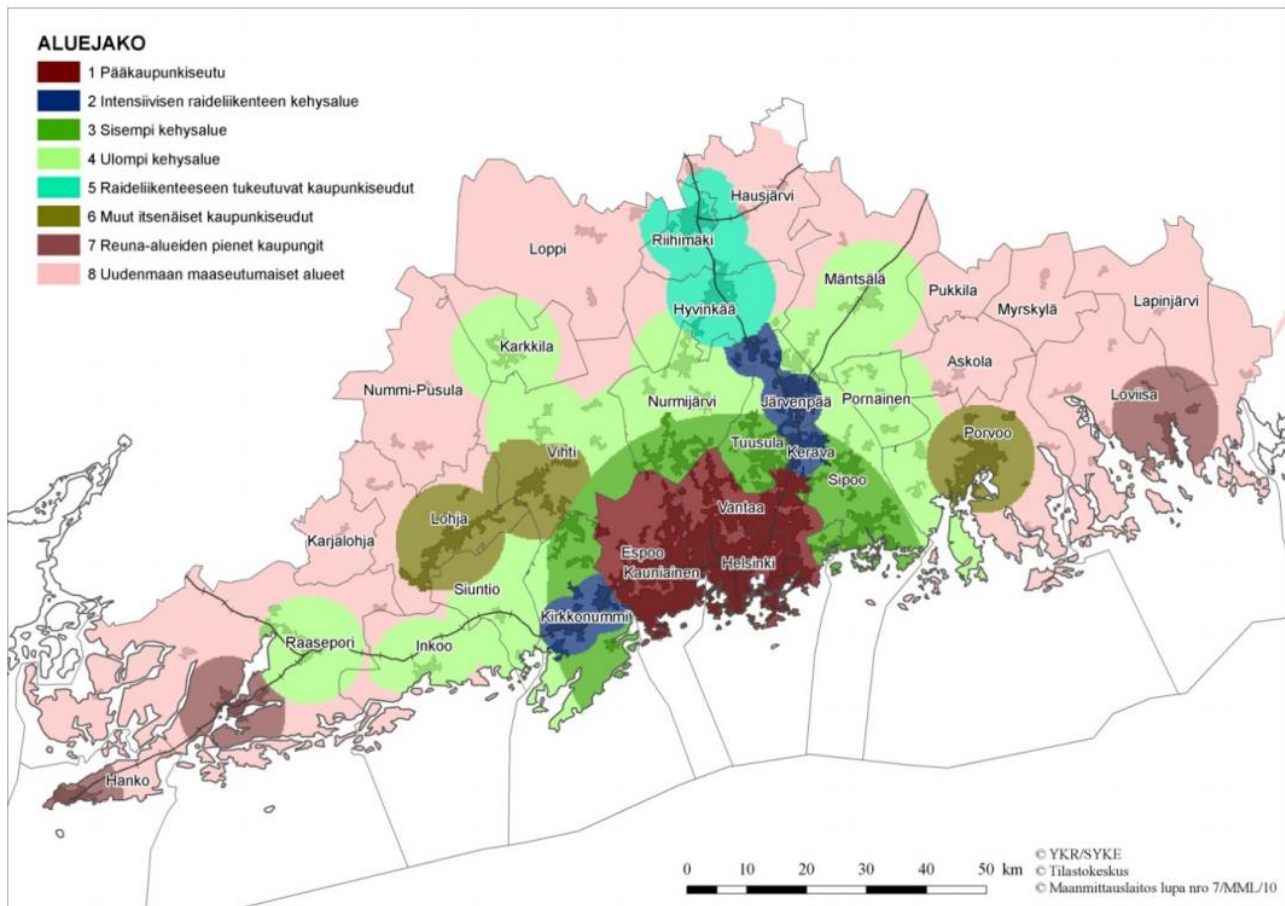 ALUEJAKO
1 Pääkaupunkiseutu
2 Intensiivisen raideliikenteen kehysalue
3 Sisempi kehysalue
4 Ulompi kehysalue
5 Raideliikenteeseen tukeutuvat kaupunkiseudut
6 Muut itsenäiset kaupunkiseudut
7 Reuna-alueiden pienet kaupungit
8 Uudenmaan maaseutumaiset alueet
Hausjärvi
Riihimäki
Loppi
Mäntsälä
Pukkila
Myrskylä
Lapinjärvi
Hyvinkää
Karkkila
Askola
Nummi-Pusula
Loviisa
Nurmijärvi
Järvenpää
Pornainen
Porvoo
Tuusula
Kerava
Vihti
Sipoo
Vantaa
Lohja
Karjalohja
Espoo
Helsinki
Kauniainen
Siuntio
Kirkkonummi
Raasepori
Inkoo
Hanko
0 10 20 30 40 50 km
© YKR/SYKE
© Tilastokeskus
© Maanmittauslaitos lupa nro 7/MML/10